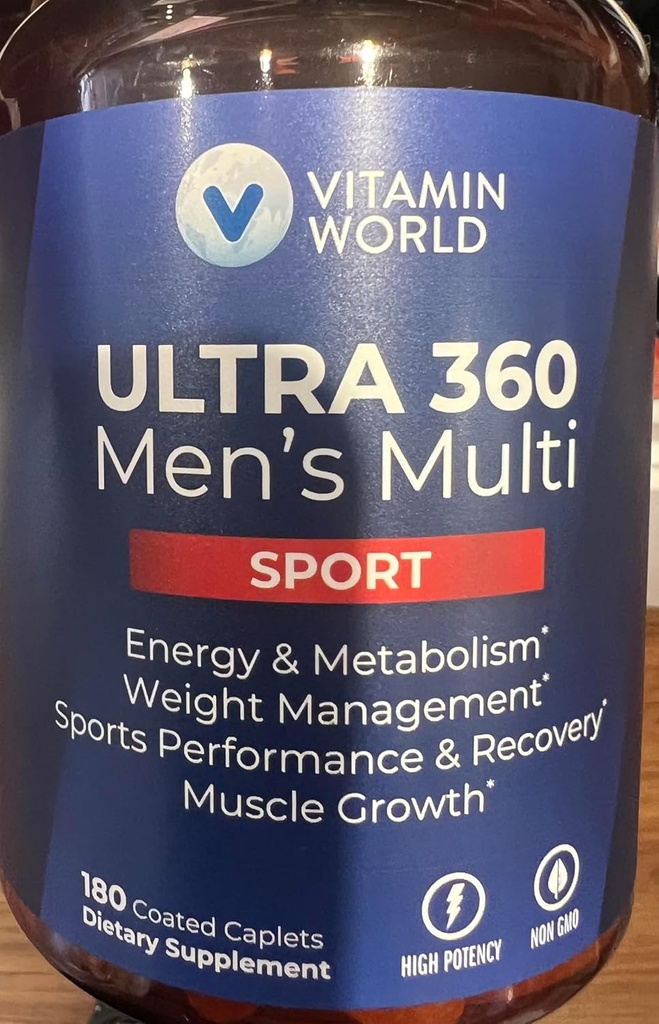 V
VITAMIN
WORLD
ULTRA 360
Men's Multi
SPORT
Energy & Metabolism*
Weight Management*
Sports Performance & Recovery*
Muscle Growth*
180 Coated Caplets
Dietary Supplement
HIGH POTENCY
NON GMO